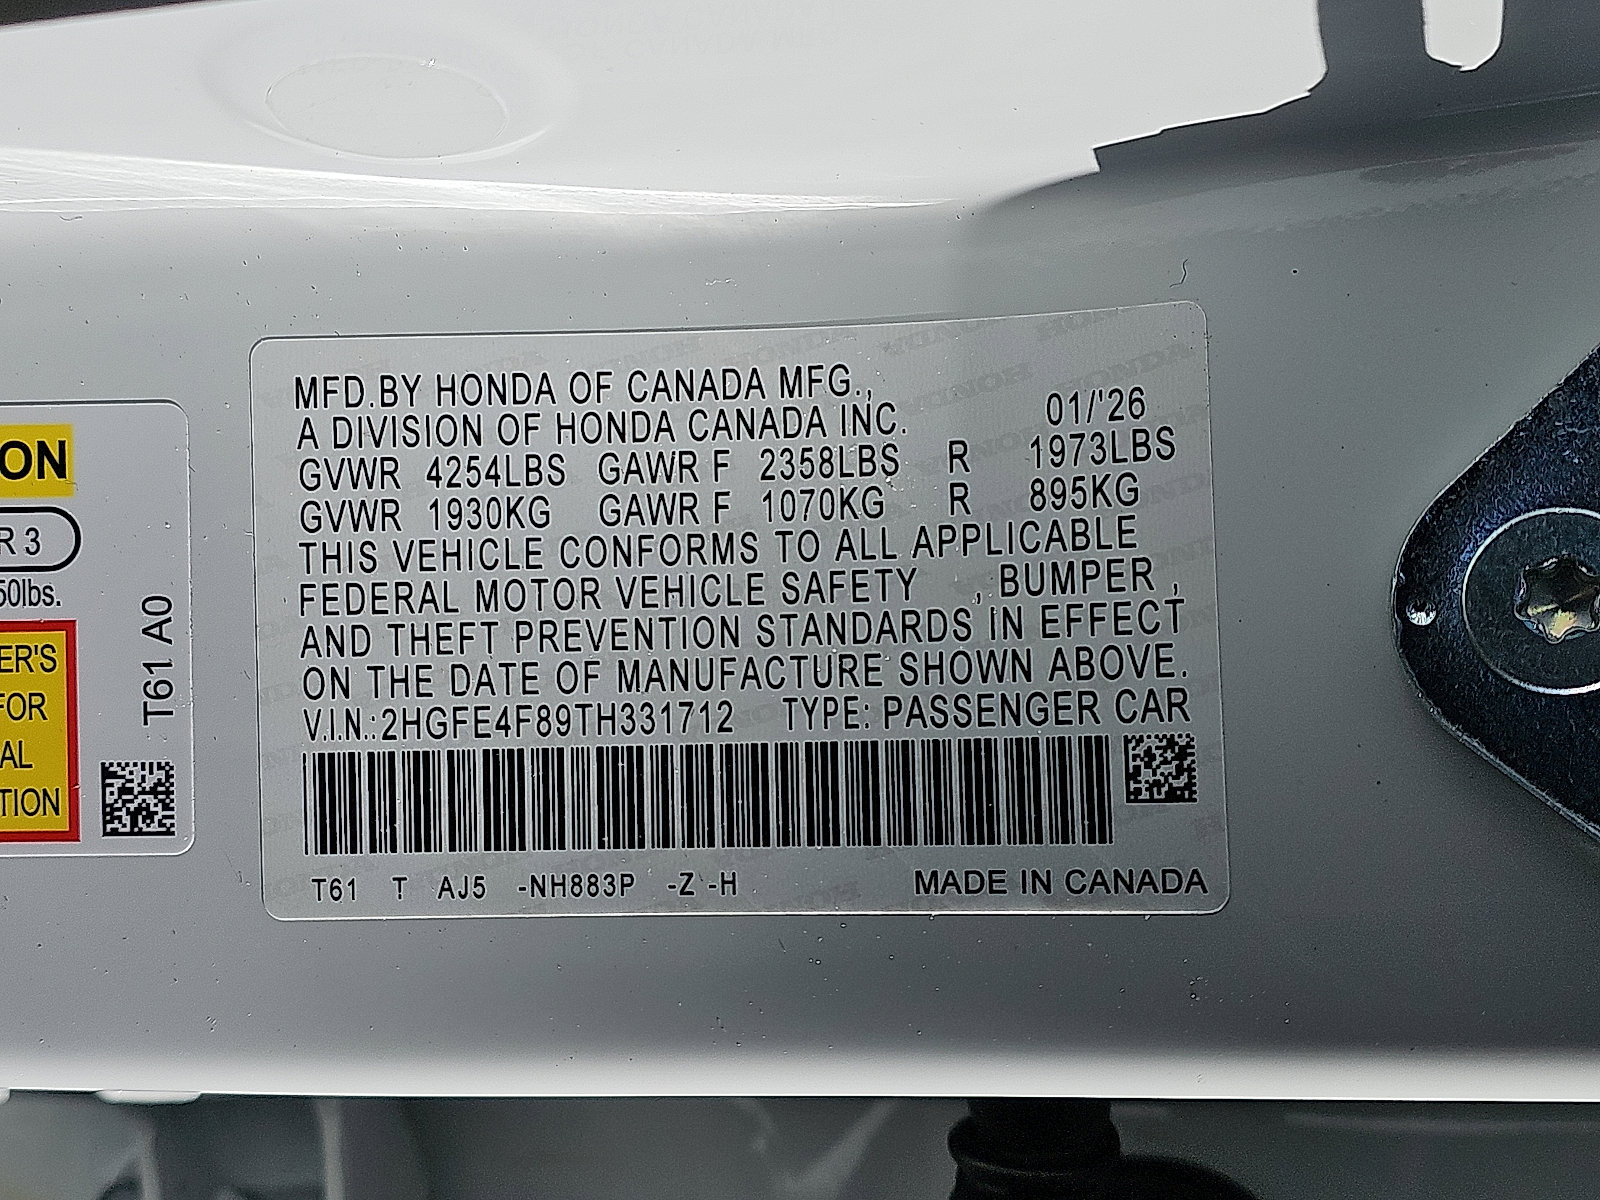 MFD.BY HONDA OF CANADA MFG.,
A DIVISION OF HONDA CANADA INC. 01/'26
GVWR 4254LBS GAWR F 2358LBS R 1973LBS
GVWR 1930KG GAWR F 1070KG R 895KG
THIS VEHICLE CONFORMS TO ALL APPLICABLE
FEDERAL MOTOR VEHICLE SAFETY , BUMPER ,
AND THEFT PREVENTION STANDARDS IN EFFECT
ON THE DATE OF MANUFACTURE SHOWN ABOVE.
V.I.N.:2HGFE4F89TH331712 TYPE: PASSENGER CAR
T61 T AJ5 -NH883P -Z -H MADE IN CANADA
ON
R 3
50lbs.
ER'S
FOR
AL
TION
T61 A0